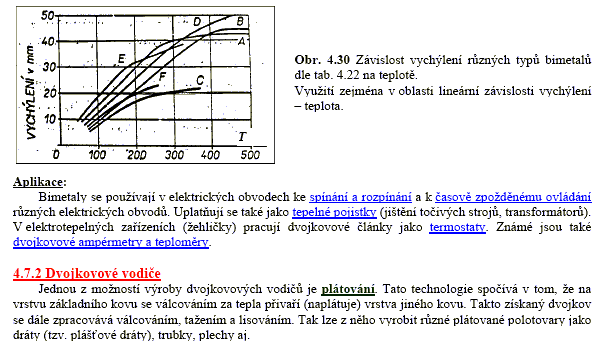 VYCHÝLENÍ v mm
50
40
30
20
10
0
100
200
300
400
500
T
D
B
A
E
F
C
Obr. 4.30 Závislost vychýlení různých typů bimetalů
dle tab. 4.22 na teplotě.
Využití zejména v oblasti lineární závislosti vychýlení
– teplota.
Aplikace:
Bimetaly se používají v elektrických obvodech ke spínání a rozpínání a k časově zpožděnému ovládání
různých elektrických obvodů. Uplatňují se také jako tepelné pojistky (jištění točivých strojů, transformátorů).
V elektrotepelných zařízeních (žehličky) pracují dvojkovové články jako termostaty. Známé jsou také
dvojkovové ampérmetry a teploměry.
4.7.2 Dvojkovové vodiče
Jednou z možností výroby dvojkovových vodičů je plátování. Tato technologie spočívá v tom, že na
vrstvu základního kovu se válcováním za tepla přivaří (naplátuje) vrstva jiného kovu. Takto získaný dvojkov
se dále zpracovává válcováním, tažením a lisováním. Tak lze z něho vyrobit různé plátované polotovary jako
dráty (tzv. plášťové dráty), trubky, plechy aj.